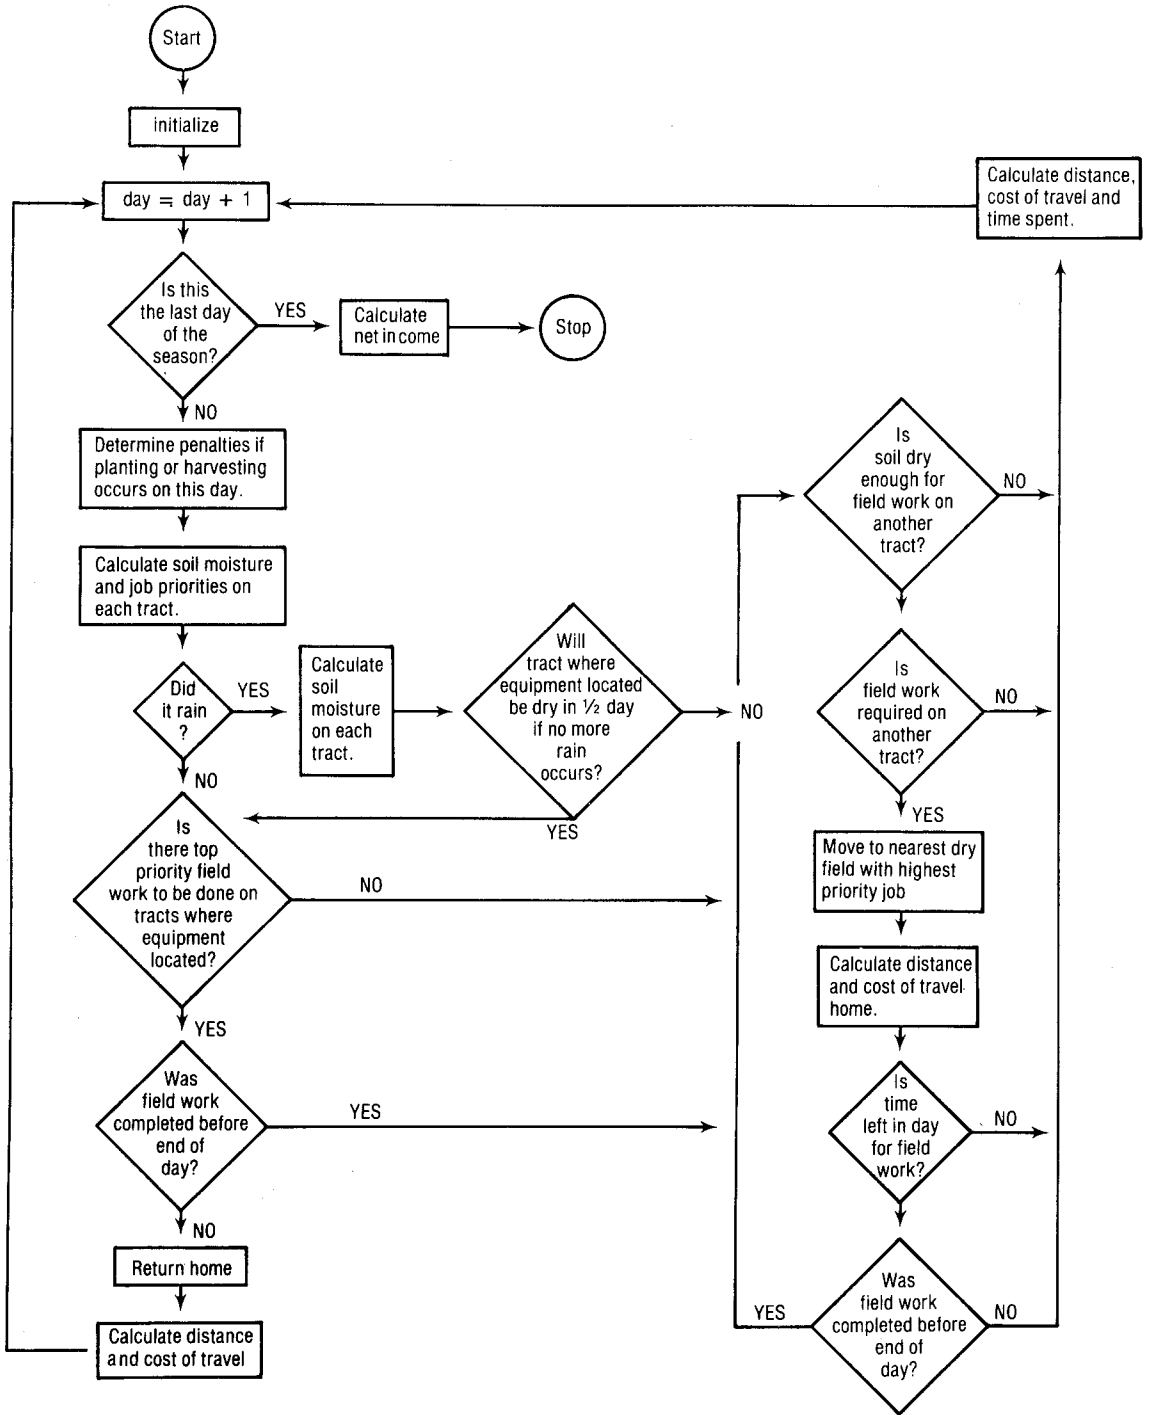 Start
initialize
day = day + 1
Is this
the last day
of the
season?
YES
Calculate
net in come
Stop
NO
Determine penalties if
planting or harvesting
occurs on this day.
Calculate soil moisture
and job priorities on
each tract.
Did
it rain
?
YES
Calculate
soil
moisture
on each
tract.
Will
tract where
equipment located
be dry in ½ day
if no more
rain
occurs?
NO
YES
NO
Is
there top
priority field
work to be done on
tracts where
equipment
located?
NO
YES
Was
field work
completed before
end of
day?
YES
NO
Return home
Calculate distance
and cost of travel
Calculate distance,
cost of travel and
time spent.
Is
soil dry
enough for
field work on
another
tract?
NO
Is
field work
required on
another
tract?
NO
YES
Move to nearest dry
field with highest
priority job
Calculate distance
and cost of travel
home.
Is
time
left in day
for field
work?
NO
Was
field work
completed before
end of
day?
YES
NO